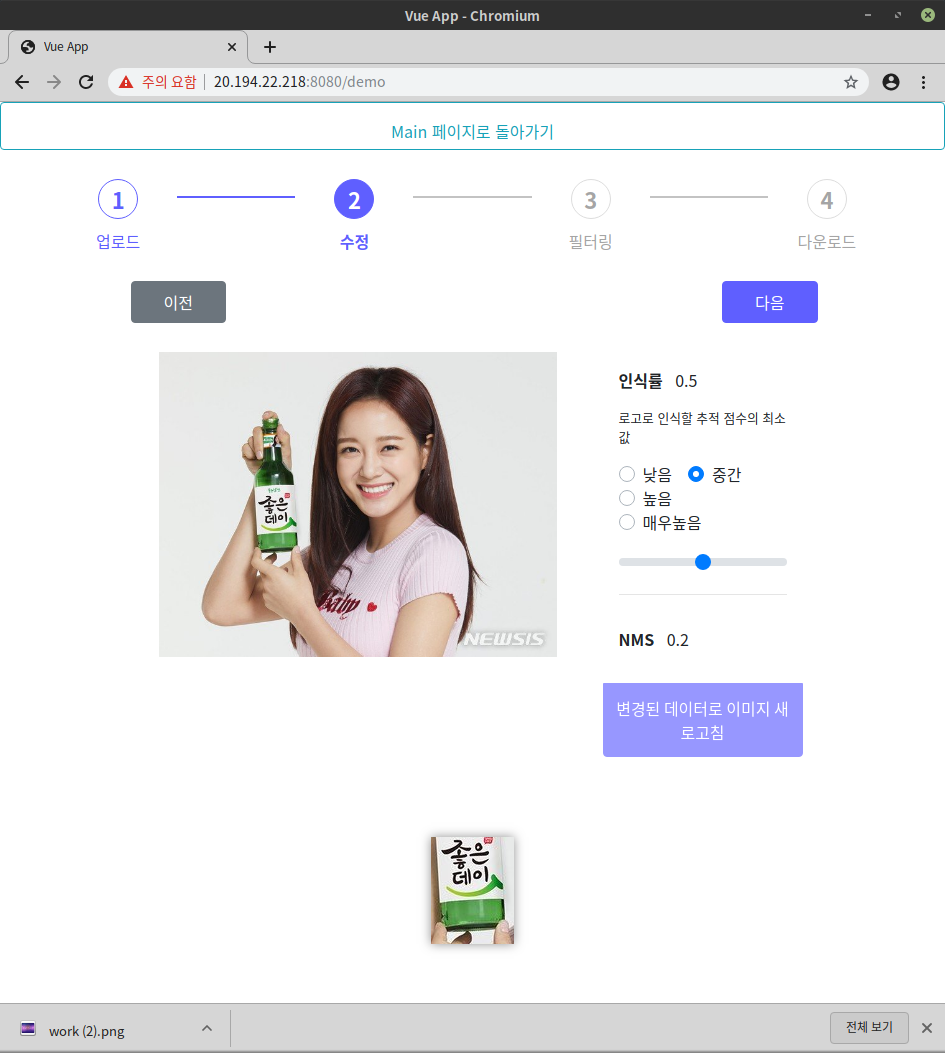 Vue App - Chromium
Vue App
주의 요함 | 20.194.22.218:8080/demo
Main 페이지로 돌아가기
1 2 3 4
업로드 수정 필터링 다운로드
이전 다음
인식률 0.5
로고로 인식할 추적 점수의 최소
값
낮음 중간
높음
매우높음
좋은
데이
Baby
NEWSIS
NMS 0.2
변경된 데이터로 이미지 새
로고침
좋은
데이
work (2).png
전체 보기